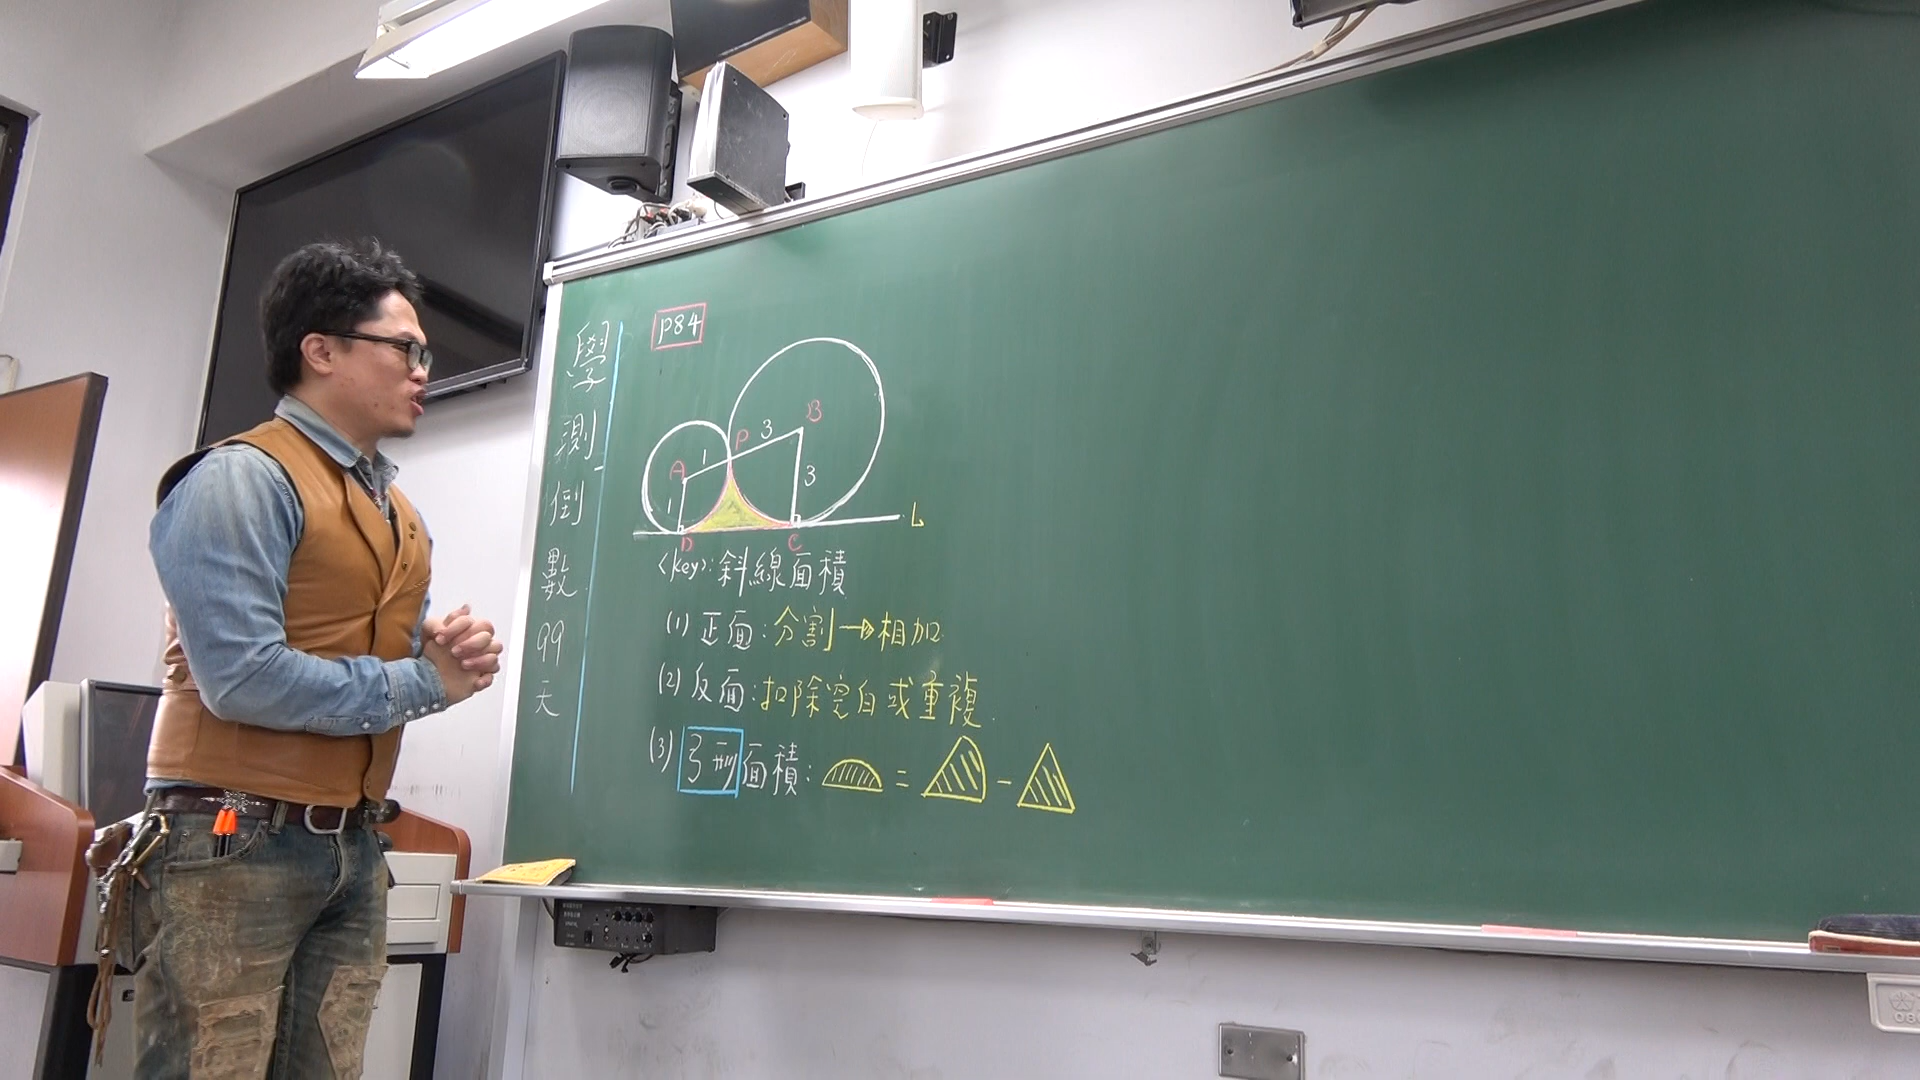 學測倒數99天
P84
B
3
P
1
A
3
1
L
D
C
<key>:斜線面積
(1) 正面:分割→相加
(2) 反面:扣除空白或重複
(3) 弓形面積: = -